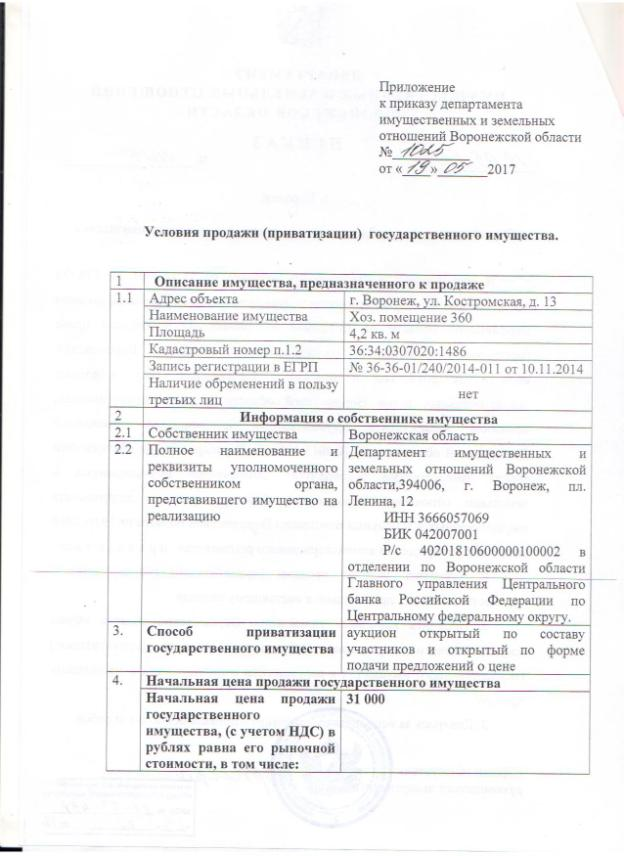 Приложение
к приказу департамента
имущественных и земельных
отношений Воронежской области
№ 1025
от «19» 05 2017
Условия продажи (приватизации) государственного имущества.
1 Описание имущества, предназначенного к продаже
1.1 Адрес объекта г. Воронеж, ул. Костромская, д. 13
Наименование имущества Хоз. помещение 360
Площадь 4,2 кв. м
Кадастровый номер п.1.2 36:34:0307020:1486
Запись регистрации в ЕГРП № 36-36-01/240/2014-011 от 10.11.2014
Наличие обременений в пользу
третьих лиц нет
2 Информация о собственнике имущества
2.1 Собственник имущества Воронежская область
2.2 Полное наименование и
реквизиты уполномоченного
собственником органа,
представившего имущество на
реализацию
Департамент имущественных и
земельных отношений Воронежской
области,394006, г. Воронеж, пл.
Ленина, 12
ИНН 3666057069
БИК 042007001
Р/с 40201810600000100002 в
отделении по Воронежской области
Главного управления Центрального
банка Российской Федерации по
Центральному федеральному округу.
3. Способ приватизации
государственного имущества
аукцион открытый по составу
участников и открытый по форме
подачи предложений о цене
4. Начальная цена продажи государственного имущества
Начальная цена продажи
государственного
имущества, (с учетом НДС) в
рублях равна его рыночной
стоимости, в том числе:
31 000